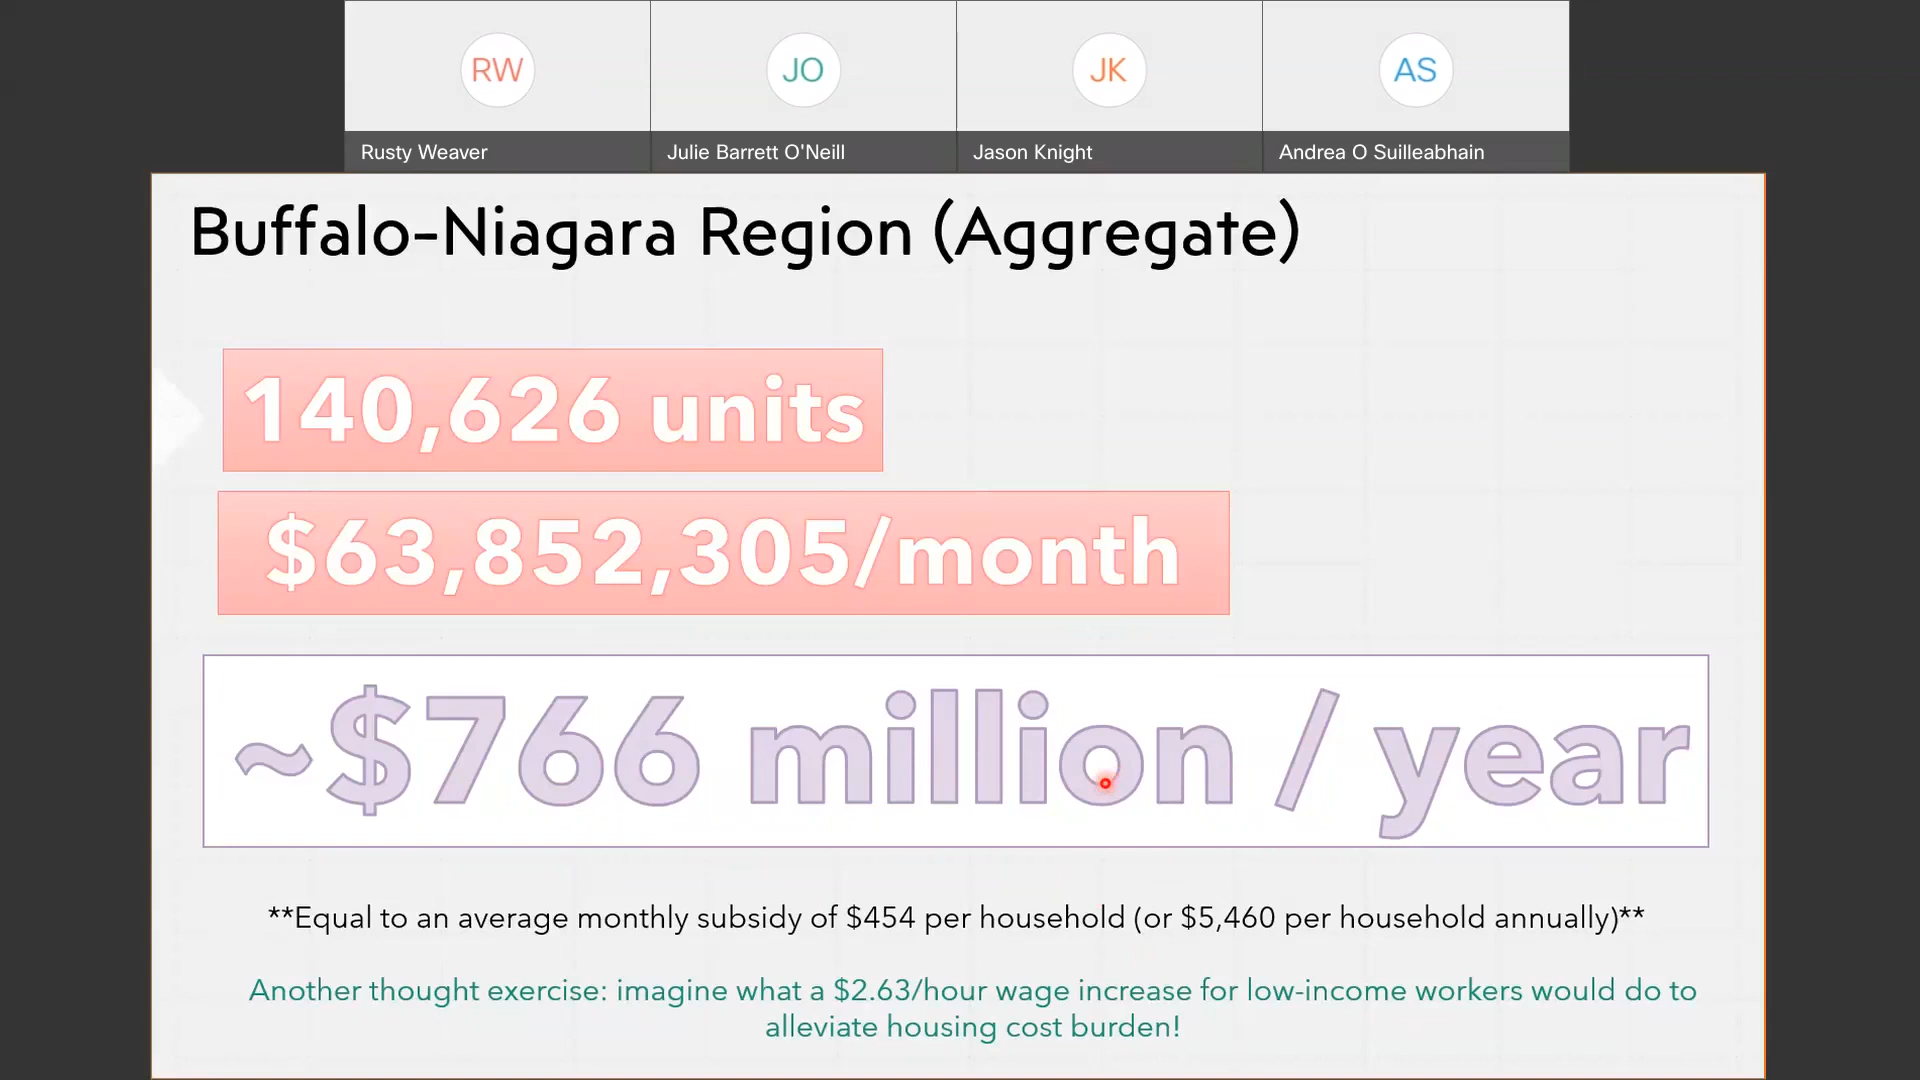 RW
JO
JK
AS
Rusty Weaver
Julie Barrett O'Neill
Jason Knight
Andrea O Suilleabhain
Buffalo-Niagara Region (Aggregate)
140,626 units
$63,852,305/month
~$766 million / year
**Equal to an average monthly subsidy of $454 per household (or $5,460 per household annually)**
Another thought exercise: imagine what a $2.63/hour wage increase for low-income workers would do to
alleviate housing cost burden!